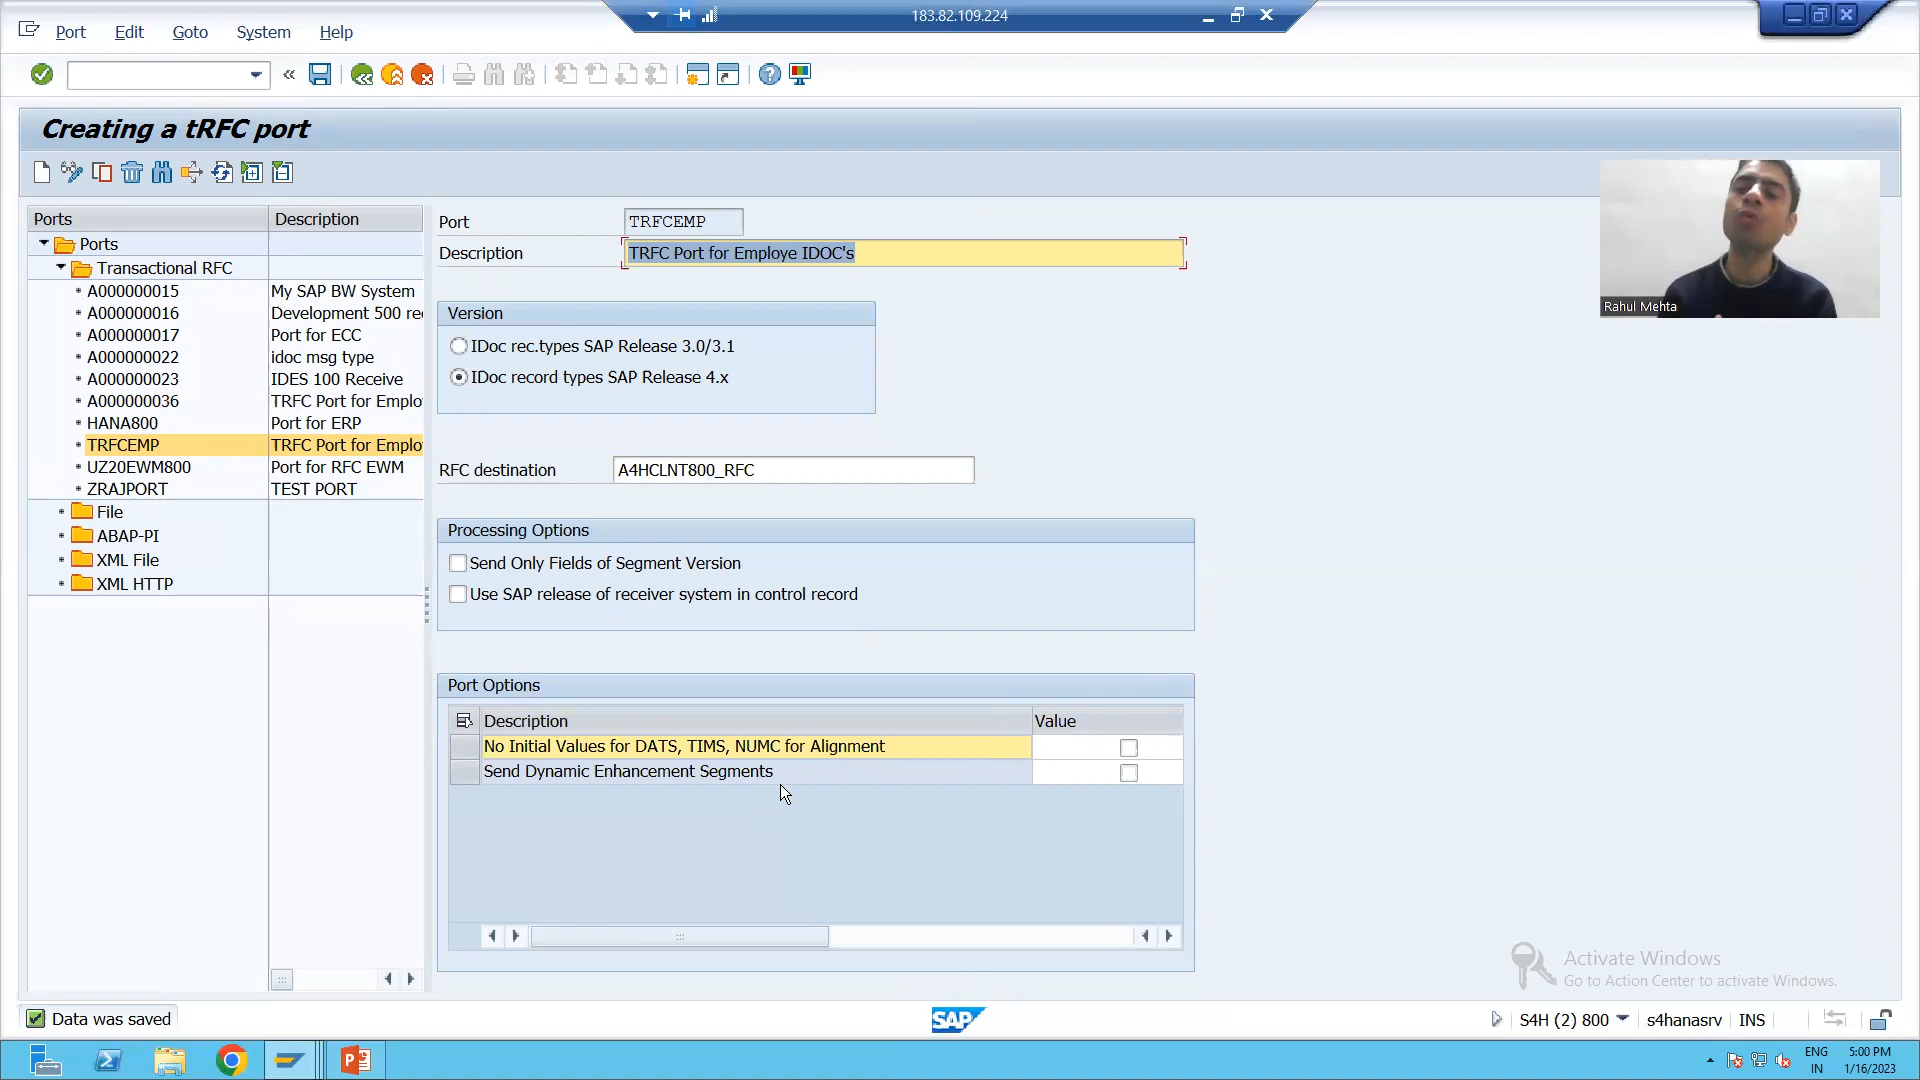 183.82.109.224
Port Edit Goto System Help
Creating a tRFC port
Ports Description
Ports
Transactional RFC
A000000015 My SAP BW System
A000000016 Development 500 re
A000000017 Port for ECC
A000000022 idoc msg type
A000000023 IDES 100 Receive
A000000036 TRFC Port for Emplo
HANA800 Port for ERP
TRFCEMP TRFC Port for Emplo
UZ20EWM800 Port for RFC EWM
ZRAJPORT TEST PORT
File
ABAP-PI
XML File
XML HTTP
Port TRFCEMP
Description TRFC Port for Employe IDOC's
Version
IDoc rec.types SAP Release 3.0/3.1
IDoc record types SAP Release 4.x
RFC destination A4HCLNT800_RFC
Processing Options
Send Only Fields of Segment Version
Use SAP release of receiver system in control record
Port Options
Description Value
No Initial Values for DATS, TIMS, NUMC for Alignment
Send Dynamic Enhancement Segments
Rahul Mehta
Activate Windows
Go to Action Center to activate Windows.
Data was saved
SAP
S4H (2) 800 s4hanasrv INS
ENG 5:00 PM
IN 1/16/2023